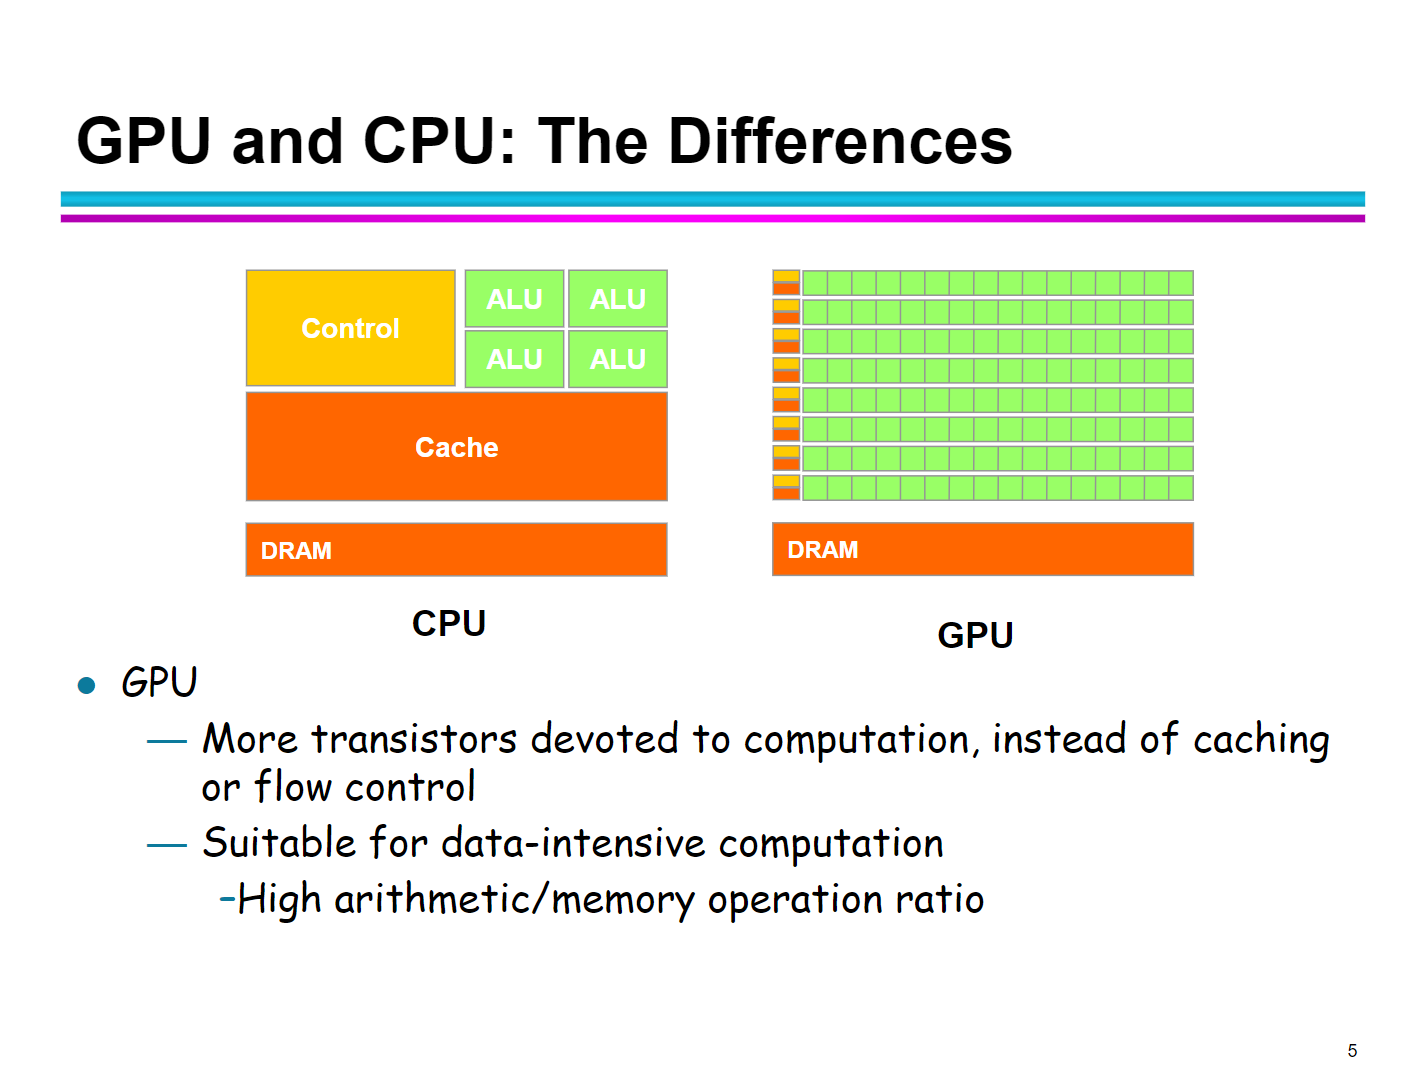 GPU and CPU: The Differences
Control
ALU
ALU
ALU
ALU
Cache
DRAM
CPU
DRAM
GPU
● GPU
— More transistors devoted to computation, instead of caching
or flow control
— Suitable for data-intensive computation
–High arithmetic/memory operation ratio
5